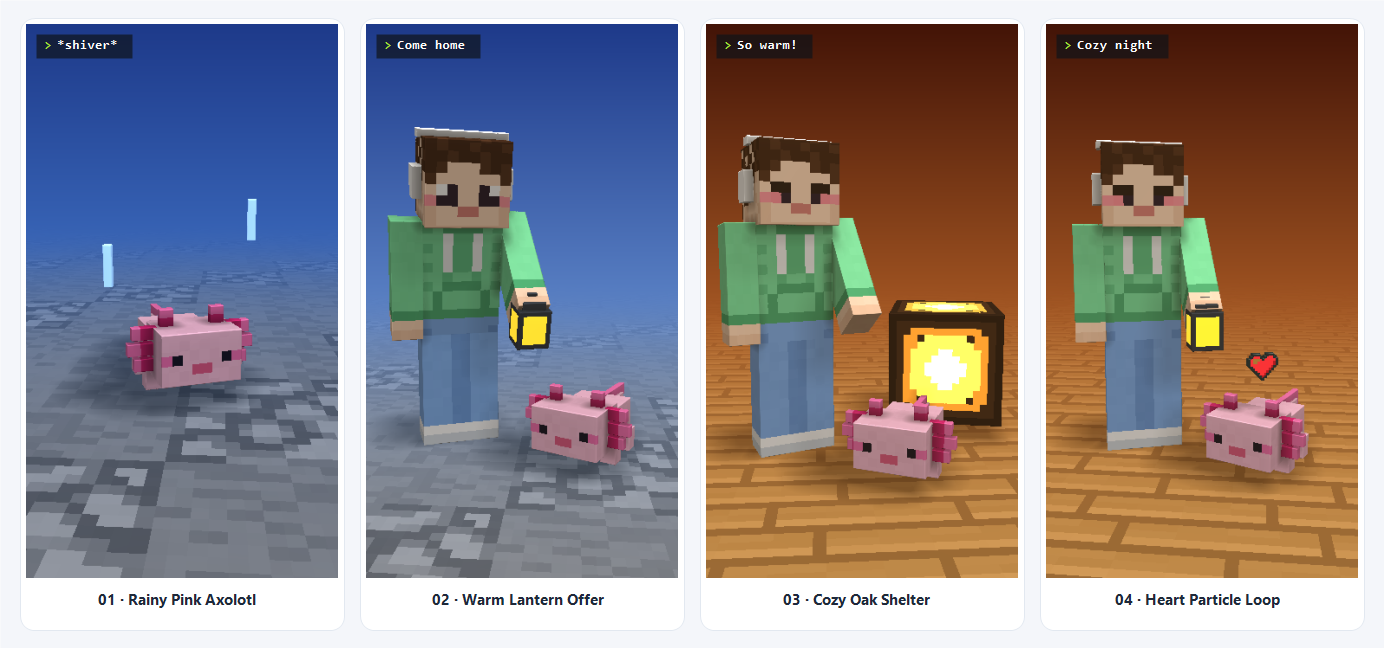 > *shiver*
> Come home
> So warm!
> Cozy night
01 · Rainy Pink Axolotl
02 · Warm Lantern Offer
03 · Cozy Oak Shelter
04 · Heart Particle Loop